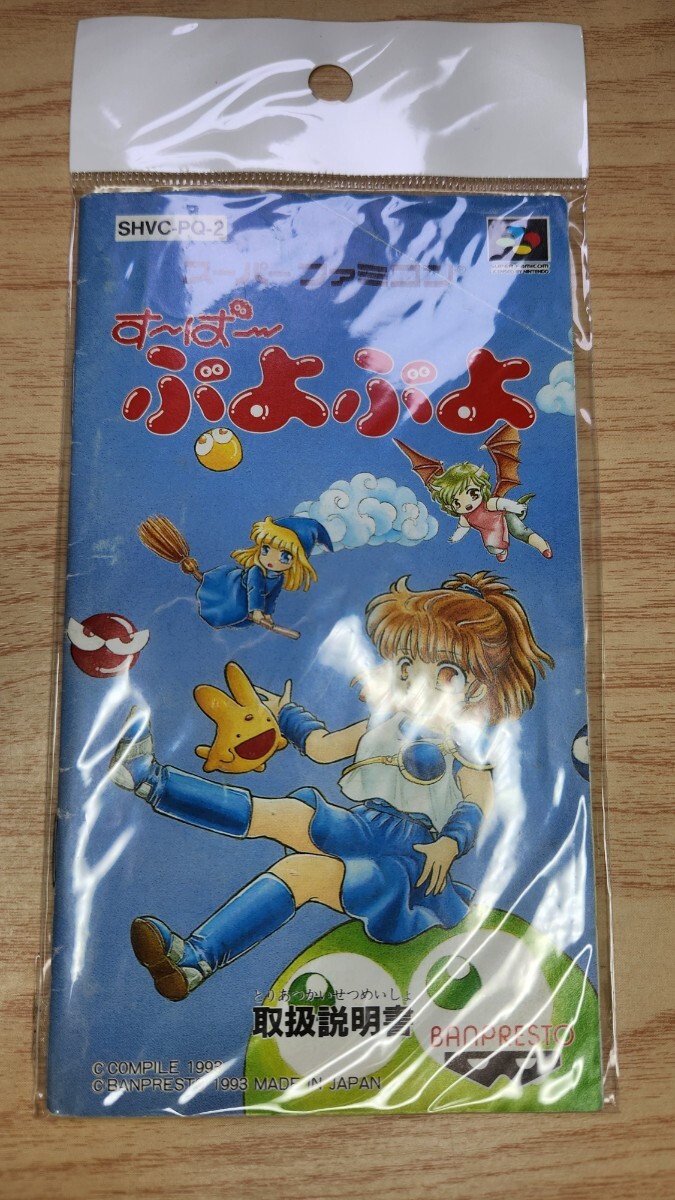 SHVC-PQ-2
スーパーファミコン
す〜ぱ〜
ぷよぷよ
とりあつかいせつめいしょ
取扱説明書
BANPRESTO
© COMPILE 1993
© BANPRESTO 1993 MADE IN JAPAN